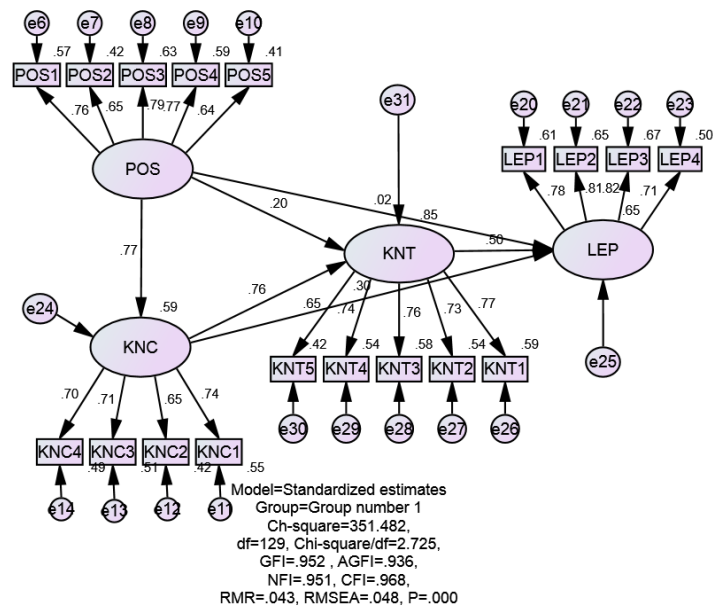 e6 e7 e8 e9 e10
.57 .42 .63 .59 .41
POS1 POS2 POS3 POS4 POS5
.76 .65 .79 .77 .64
POS
e31
e20 e21 e22 e23
.61 .65 .67 .50
LEP1 LEP2 LEP3 LEP4
.78 .81 .82 .71
.65
LEP
e25
.20
.02
.85
KNT
.50
.77
.76
.30
e24
.59
KNC
.65 .74 .76 .73 .77
.42 .54 .58 .54 .59
KNT5 KNT4 KNT3 KNT2 KNT1
e30 e29 e28 e27 e26
.70 .71 .65 .74
KNC4 KNC3 KNC2 KNC1
.49 .51 .42 .55
e14 e13 e12 e11
Model=Standardized estimates
Group=Group number 1
Ch-square=351.482,
df=129, Chi-square/df=2.725,
GFI=.952 , AGFI=.936,
NFI=.951, CFI=.968,
RMR=.043, RMSEA=.048, P=.000